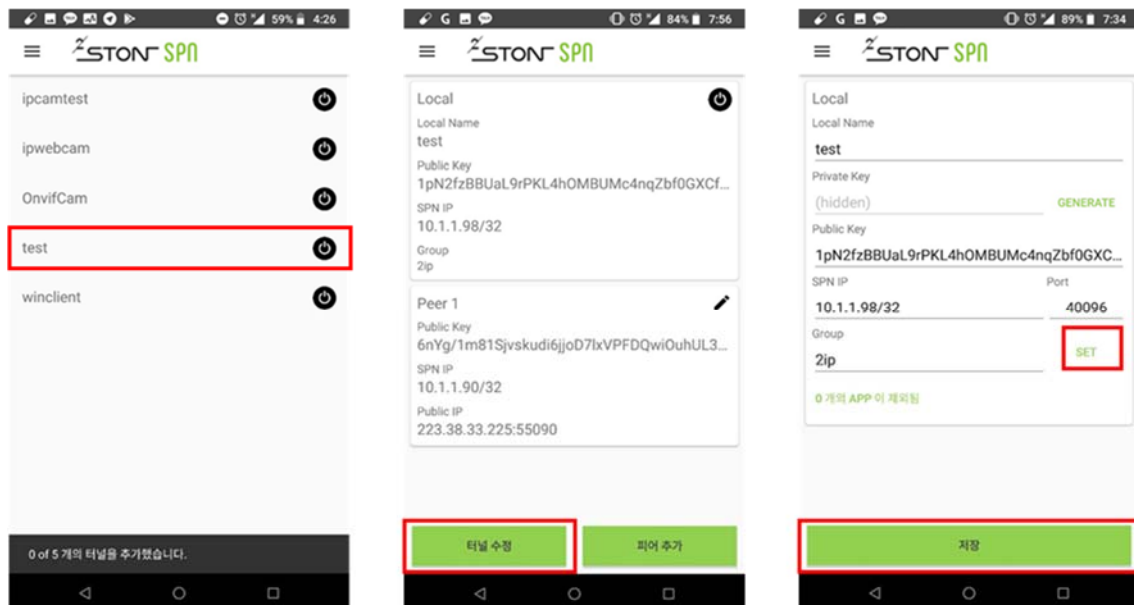 59% 4:26
ZSTON SPN
ipcamtest
ipwebcam
OnvifCam
test
winclient
0 of 5 개의 터널을 추가했습니다.
G 84% 7:56
ZSTON SPN
Local
Local Name
test
Public Key
1pN2fzBBUaL9rPKL4hOMBUMc4nqZbf0GXCf...
SPN IP
10.1.1.98/32
Group
2ip
Peer 1
Public Key
6nYg/1m81Sjvskudi6jjoD7lxVPFDQwiOuhUL3...
SPN IP
10.1.1.90/32
Public IP
223.38.33.225:55090
터널 수정 피어 추가
G 89% 7:34
ZSTON SPN
Local
Local Name
test
Private Key
(hidden) GENERATE
Public Key
1pN2fzBBUaL9rPKL4hOMBUMc4nqZbf0GXC...
SPN IP Port
10.1.1.98/32 40096
Group
2ip SET
0 개의 APP 이 제외됨
저장